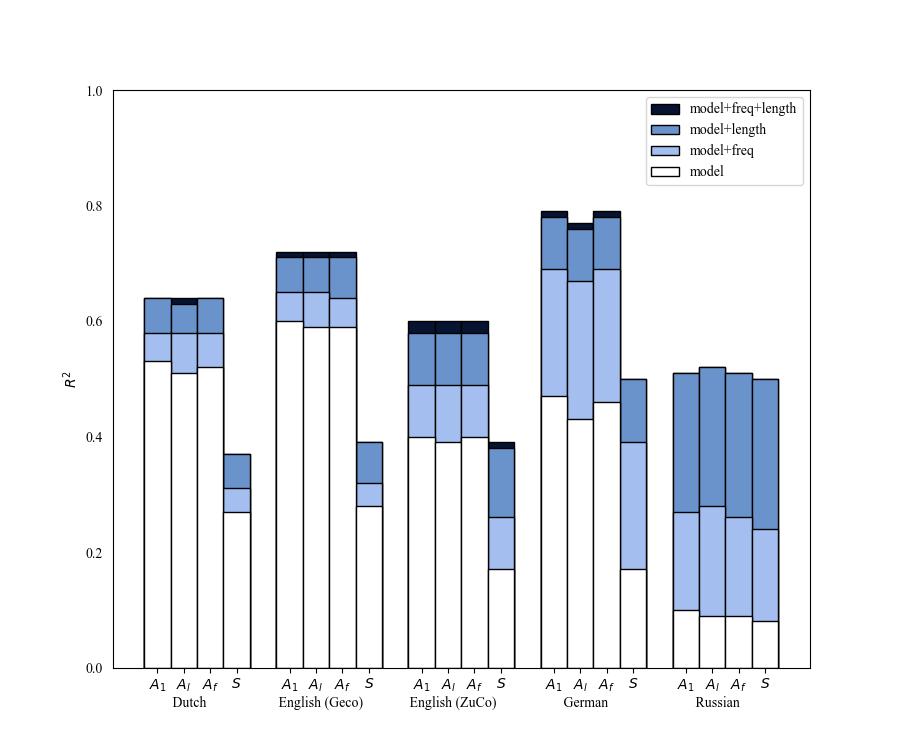 1.0
0.8
0.6
0.4
0.2
0.0
R²
model+freq+length
model+length
model+freq
model
A₁ Aₗ A_f S A₁ Aₗ A_f S A₁ Aₗ A_f S A₁ Aₗ A_f S A₁ Aₗ A_f S
Dutch English (Geco) English (ZuCo) German Russian